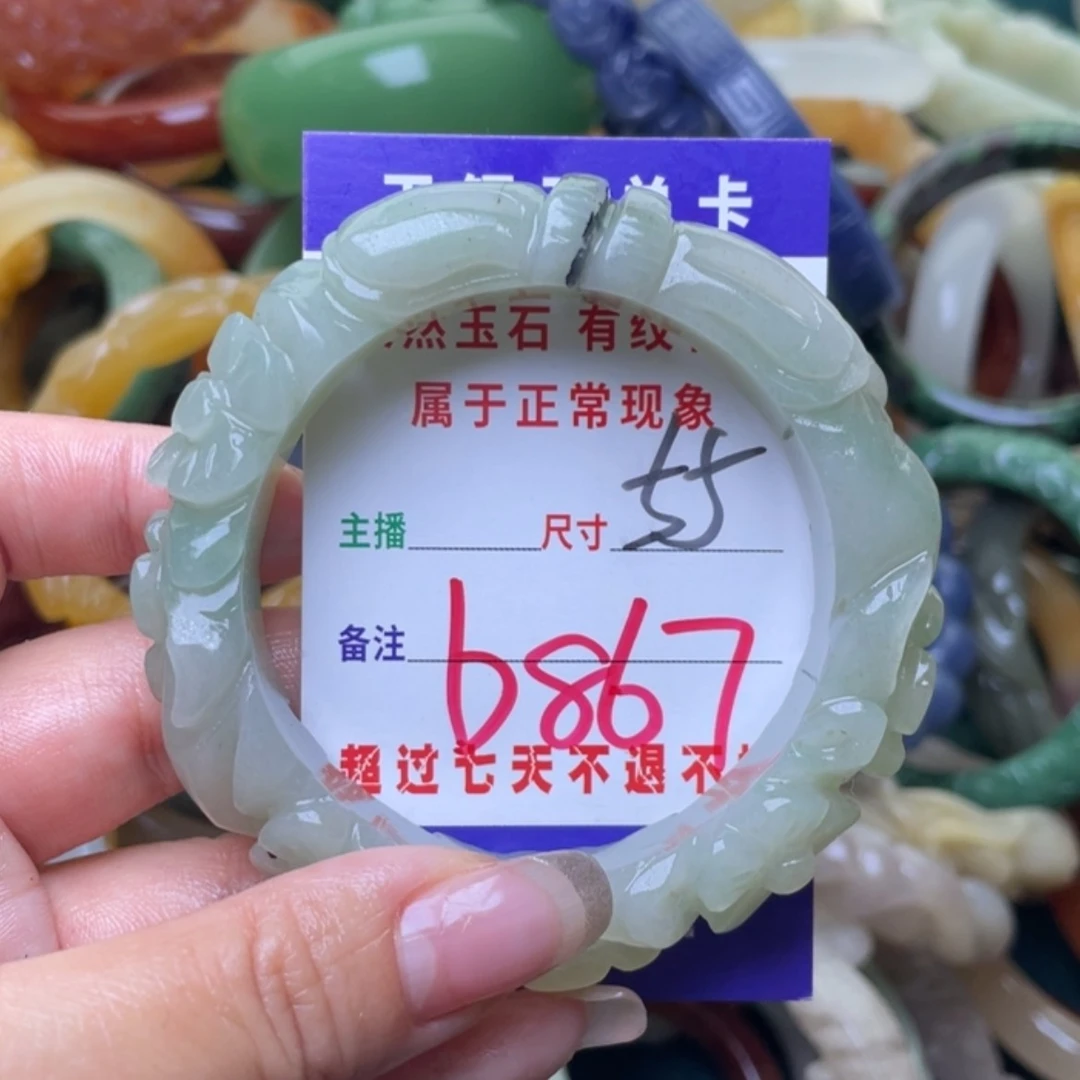 卡
然玉石 有纹
属于正常现象
主播 尺寸 55
备注 6867
超过七天不退不